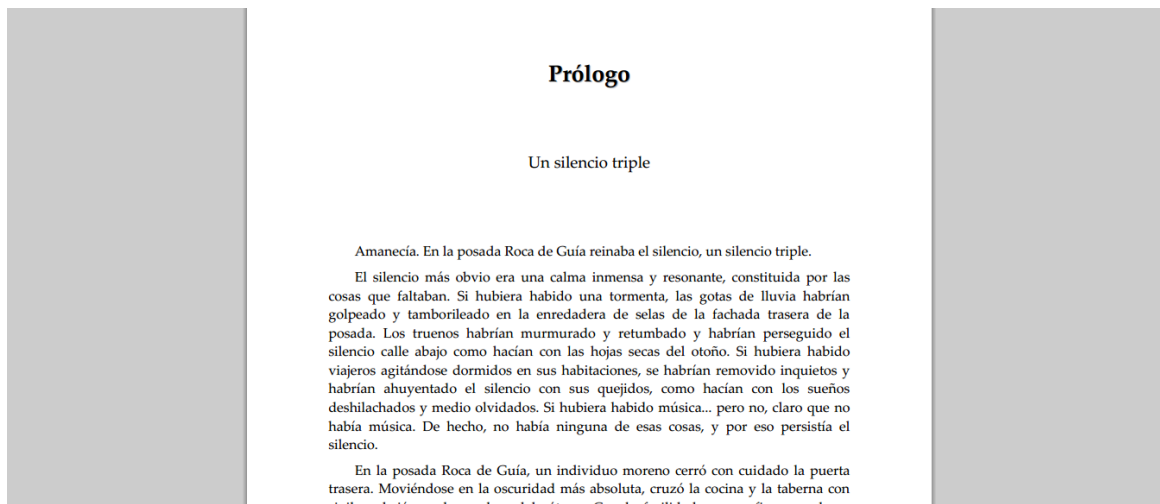 Prólogo
Un silencio triple
Amanecía. En la posada Roca de Guía reinaba el silencio, un silencio triple.
El silencio más obvio era una calma inmensa y resonante, constituida por las
cosas que faltaban. Si hubiera habido una tormenta, las gotas de lluvia habrían
golpeado y tamborileado en la enredadera de selas de la fachada trasera de la
posada. Los truenos habrían murmurado y retumbado y habrían perseguido el
silencio calle abajo como hacían con las hojas secas del otoño. Si hubiera habido
viajeros agitándose dormidos en sus habitaciones, se habrían removido inquietos y
habrían ahuyentado el silencio con sus quejidos, como hacían con los sueños
deshilachados y medio olvidados. Si hubiera habido música... pero no, claro que no
había música. De hecho, no había ninguna de esas cosas, y por eso persistía el
silencio.
En la posada Roca de Guía, un individuo moreno cerró con cuidado la puerta
trasera. Moviéndose en la oscuridad más absoluta, cruzó la cocina y la taberna con